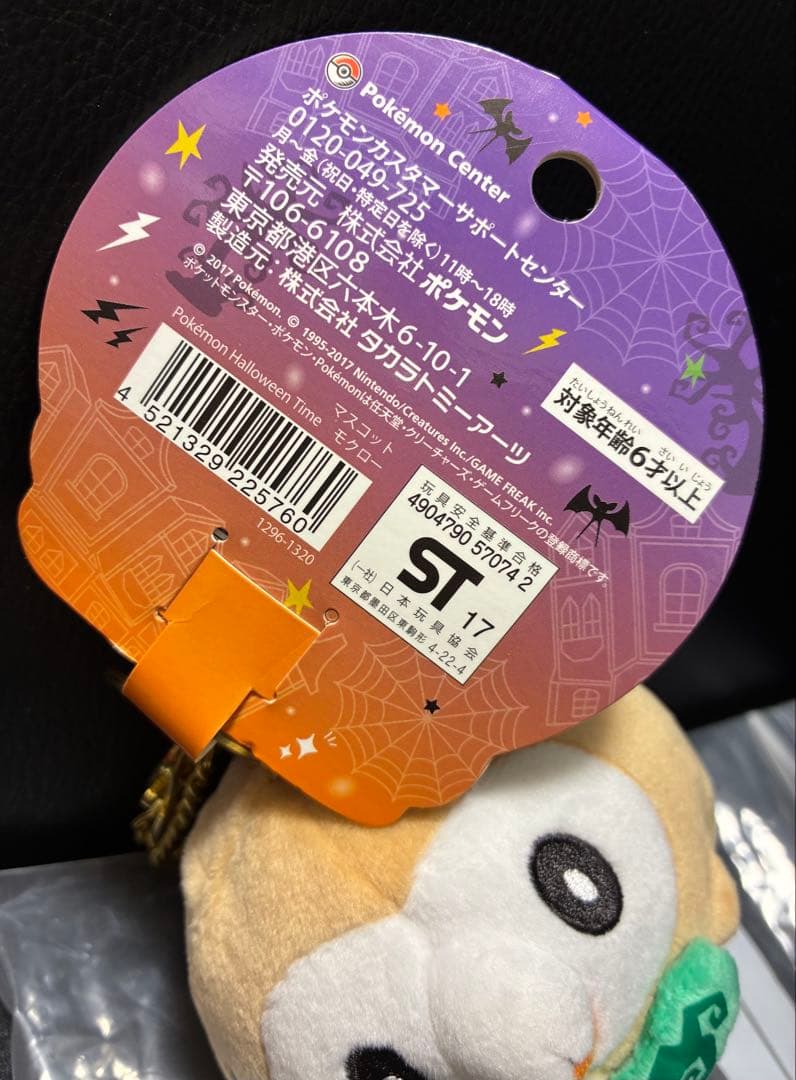 Pokémon Center
ポケモンカスタマーサポートセンター
0120-049-725
月～金(祝日・特定日を除く)11時～18時
発売元　株式会社ポケモン
〒106-6108
東京都港区六本木6-10-1
製造元：株式会社タカラトミーアーツ
© 2017 Pokémon. © 1995-2017 Nintendo/Creatures Inc./GAME FREAK inc.
ポケットモンスター・ポケモン・Pokémonは任天堂・クリーチャーズ・ゲームフリークの登録商標です。
Pokémon Halloween Time
マスコット
モクロー
4 521329 225760
1296-1320
たいしょうねんれい　さい いじょう
対象年齢6才以上
玩具安全基準合格
4904790 57074 2
ST 17
(一社)日本玩具協会
東京都墨田区東駒形 4-22-4